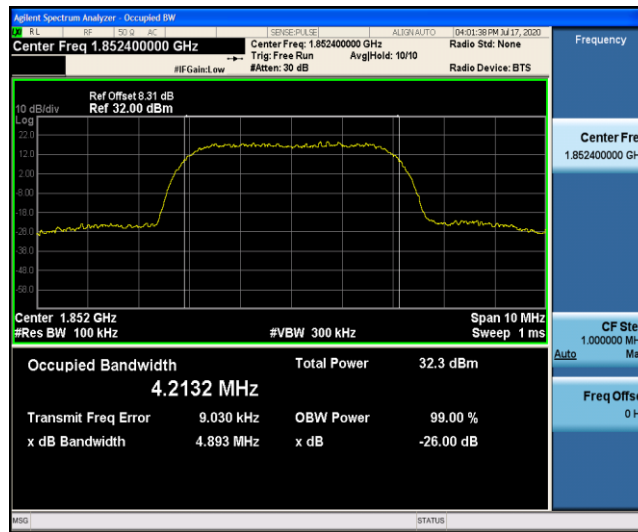 Agilent Spectrum Analyzer - Occupied BW
RL RF 50 Ω AC SENSE:PULSE ALIGN AUTO 04:01:38 PM Jul 17, 2020
Center Freq 1.852400000 GHz
Center Freq: 1.852400000 GHz Radio Std: None
Trig: Free Run Avg|Hold: 10/10
#IFGain:Low #Atten: 30 dB Radio Device: BTS
Frequency
Ref Offset 8.31 dB
10 dB/div Ref 32.00 dBm
Log
22.0
12.0
2.00
-8.00
-18.0
-28.0
-38.0
-48.0
-58.0
Center Fre
1.852400000 GH
Center 1.852 GHz Span 10 MHz
#Res BW 100 kHz #VBW 300 kHz Sweep 1 ms
CF Ste
1.000000 MH
Auto Ma
Occupied Bandwidth Total Power 32.3 dBm
4.2132 MHz
Transmit Freq Error 9.030 kHz OBW Power 99.00 %
x dB Bandwidth 4.893 MHz x dB -26.00 dB
Freq Offse
0 H
MSG STATUS